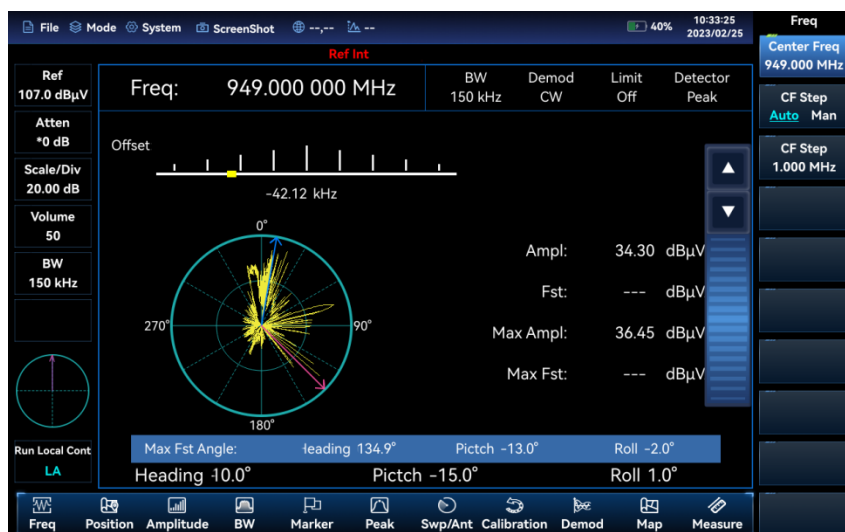 File Mode System ScreenShot --,-- -- 40% 10:33:25 2023/02/25
Ref Int
Freq
Center Freq
949.000 MHz
CF Step
Auto Man
CF Step
1.000 MHz
Ref
107.0 dBμV
Atten
*0 dB
Scale/Div
20.00 dB
Volume
50
BW
150 kHz
Run Local Cont
LA
Freq: 949.000 000 MHz
BW Demod Limit Detector
150 kHz CW Off Peak
Offset
-42.12 kHz
0°
270° 90°
180°
Ampl: 34.30 dBμV
Fst: --- dBμV
Max Ampl: 36.45 dBμV
Max Fst: --- dBμV
Max Fst Angle: Heading 134.9° Pictch -13.0° Roll -2.0°
Heading 10.0° Pictch -15.0° Roll 1.0°
Freq Position Amplitude BW Marker Peak Swp/Ant Calibration Demod Map Measure